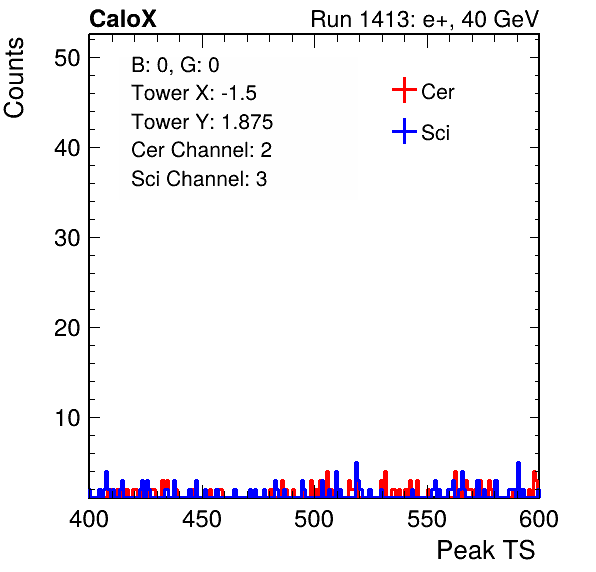 CaloX Run 1413: e+, 40 GeV
Counts
B: 0, G: 0
Tower X: -1.5
Tower Y: 1.875
Cer Channel: 2
Sci Channel: 3
Cer
Sci
50
40
30
20
10
400 450 500 550 600
Peak TS